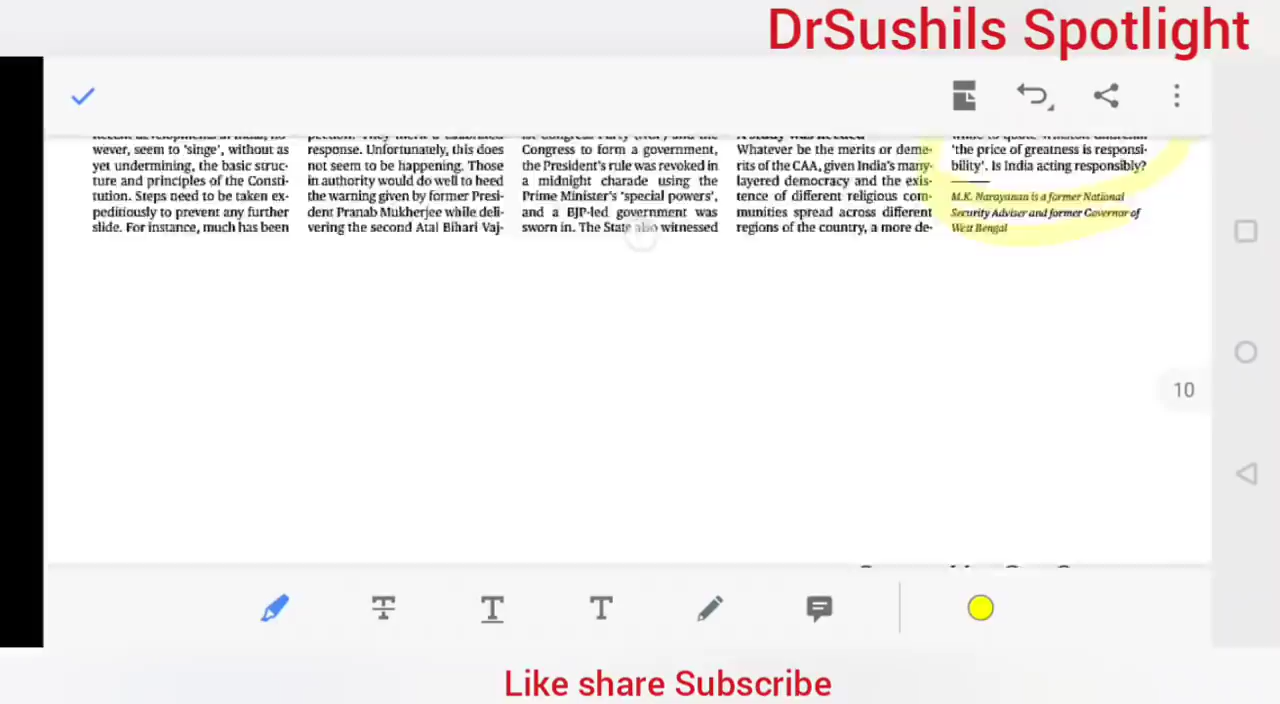 DrSushils Spotlight
wever, seem to 'singe', without as
yet undermining, the basic struc-
ture and principles of the Consti-
tution. Steps need to be taken ex-
peditiously to prevent any further
slide. For instance, much has been
response. Unfortunately, this does
not seem to be happening. Those
in authority would do well to heed
the warning given by former Presi-
dent Pranab Mukherjee while deli-
vering the second Atal Bihari Vaj-
Congress to form a government,
the President's rule was revoked in
a midnight charade using the
Prime Minister's 'special powers',
and a BJP-led government was
sworn in. The State also witnessed
A study was needed
Whatever be the merits or deme-
rits of the CAA, given India's many-
layered democracy and the exis-
tence of different religious com-
munities spread across different
regions of the country, a more de-
'the price of greatness is responsi-
bility'. Is India acting responsibly?
M.K. Narayanan is a former National
Security Adviser and former Governor of
West Bengal
10
T
T
T
Like share Subscribe